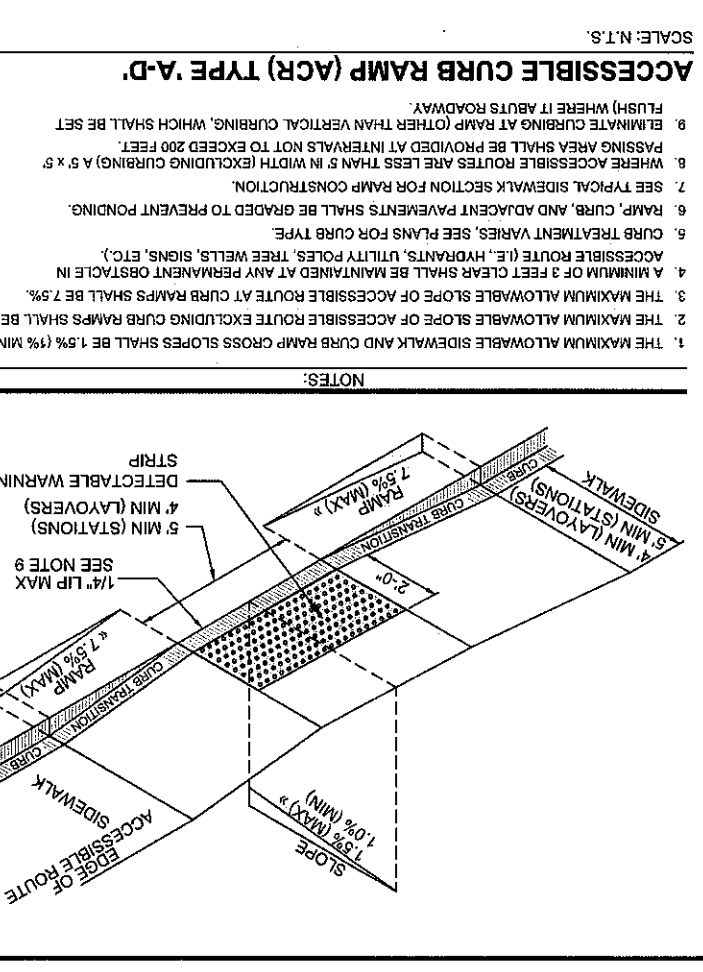 EDGE OF
ACCESSIBLE ROUTE
SLOPE
1.5% (MAX) »
1.0% (MIN)
SIDEWALK
CURB
CURB TRANSITION
RAMP
« 7.5% (MAX)
1/4" LIP MAX
SEE NOTE 9
2'-0"
5' MIN (STATIONS)
4' MIN (LAYOVERS)
CURB TRANSITION
RAMP
7.5% (MAX) »
CURB
4' MIN (LAYOVERS)
5' MIN (STATIONS)
SIDEWALK
DETECTABLE WARNIN
STRIP
NOTES:
1. THE MAXIMUM ALLOWABLE SIDEWALK AND CURB RAMP CROSS SLOPES SHALL BE 1.5% (1% MIN
2. THE MAXIMUM ALLOWABLE SLOPE OF ACCESSIBLE ROUTE EXCLUDING CURB RAMPS SHALL BE
3. THE MAXIMUM ALLOWABLE SLOPE OF ACCESSIBLE ROUTE AT CURB RAMPS SHALL BE 7.5%.
4. A MINIMUM OF 3 FEET CLEAR SHALL BE MAINTAINED AT ANY PERMANENT OBSTACLE IN
ACCESSIBLE ROUTE (I.E., HYDRANTS, UTILITY POLES, TREE WELLS, SIGNS, ETC.).
5. CURB TREATMENT VARIES, SEE PLANS FOR CURB TYPE.
6. RAMP, CURB, AND ADJACENT PAVEMENTS SHALL BE GRADED TO PREVENT PONDING.
7. SEE TYPICAL SIDEWALK SECTION FOR RAMP CONSTRUCTION.
8. WHERE ACCESSIBLE ROUTES ARE LESS THAN 5' IN WIDTH (EXCLUDING CURBING) A 5' x 5'
PASSING AREA SHALL BE PROVIDED AT INTERVALS NOT TO EXCEED 200 FEET.
9. ELIMINATE CURBING AT RAMP (OTHER THAN VERTICAL CURBING, WHICH SHALL BE SET
FLUSH) WHERE IT ABUTS ROADWAY.
ACCESSIBLE CURB RAMP (ACR) TYPE 'A-D'
SCALE: N.T.S.